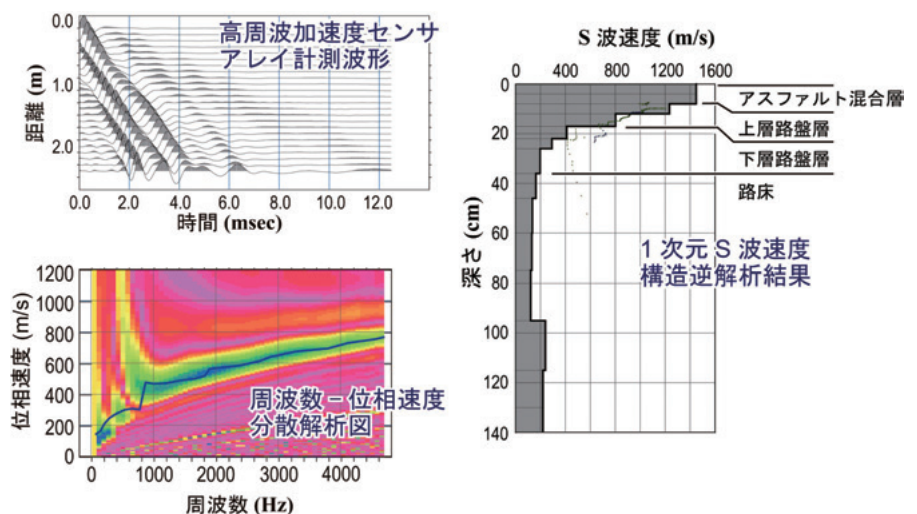 高周波加速度センサ
アレイ計測波形
距離 (m)
0.0
1.0
2.0
0.0 2.0 4.0 6.0 8.0 10.0 12.0
時間 (msec)
位相速度 (m/s)
1200
1000
800
600
400
200
0
周波数－位相速度
分散解析図
0 1000 2000 3000 4000
周波数 (Hz)
S 波速度 (m/s)
0 400 800 1200 1600
深さ (cm)
0
20
40
60
80
100
120
140
アスファルト混合層
上層路盤層
下層路盤層
路床
1次元 S 波速度
構造逆解析結果